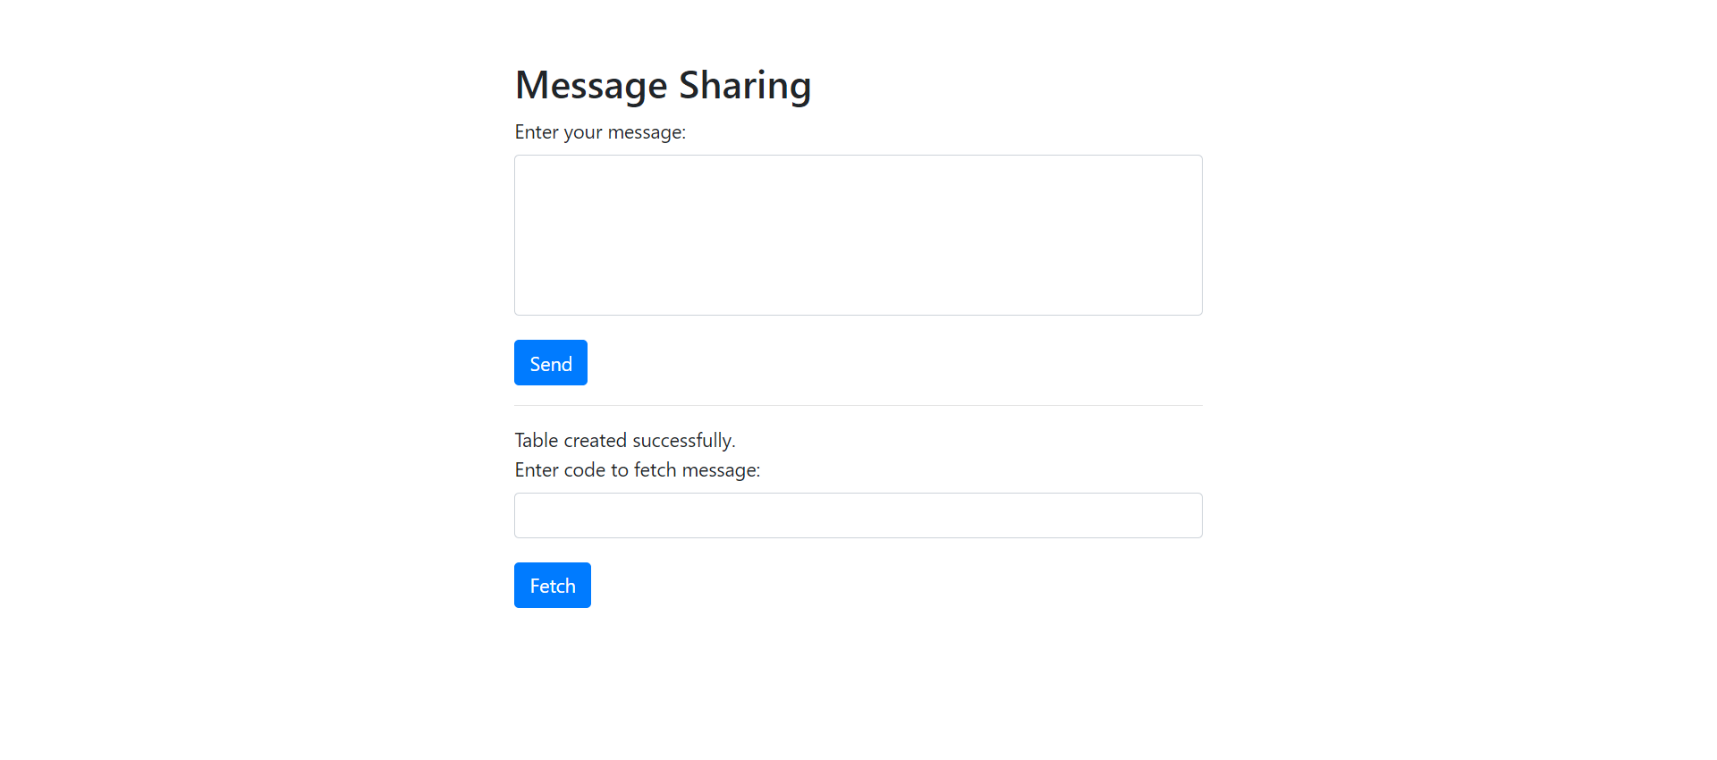 Message Sharing
Enter your message:
Send
Table created successfully.
Enter code to fetch message:
Fetch